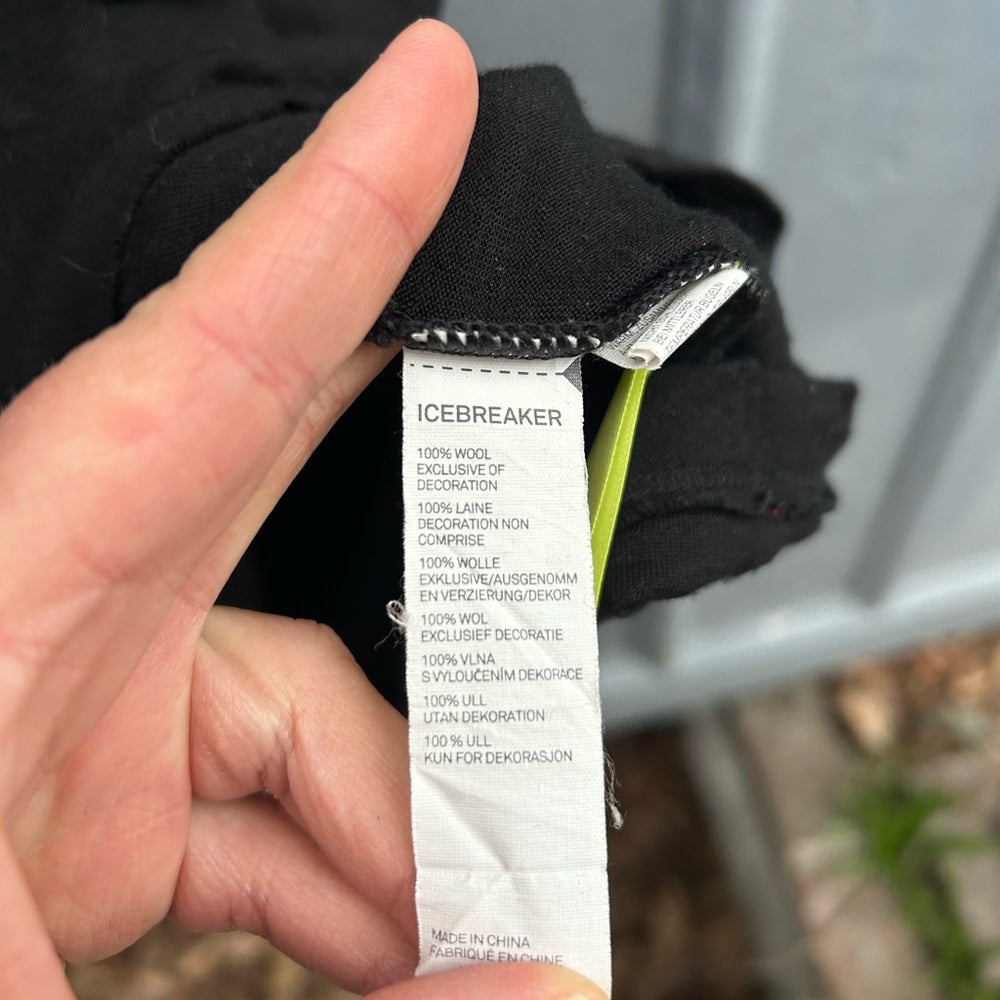 ICEBREAKER
100% WOOL
EXCLUSIVE OF
DECORATION
100% LAINE
DECORATION NON
COMPRISE
100% WOLLE
EXKLUSIVE/AUSGENOMM
EN VERZIERUNG/DEKOR
100% WOL
EXCLUSIEF DECORATIE
100% VLNA
S VYLOUČENÍM DEKORACE
100% ULL
UTAN DEKORATION
100 % ULL
KUN FOR DEKORASJON
MADE IN CHINA
FABRIQUÉ EN CHINE
BEI MITTLERER